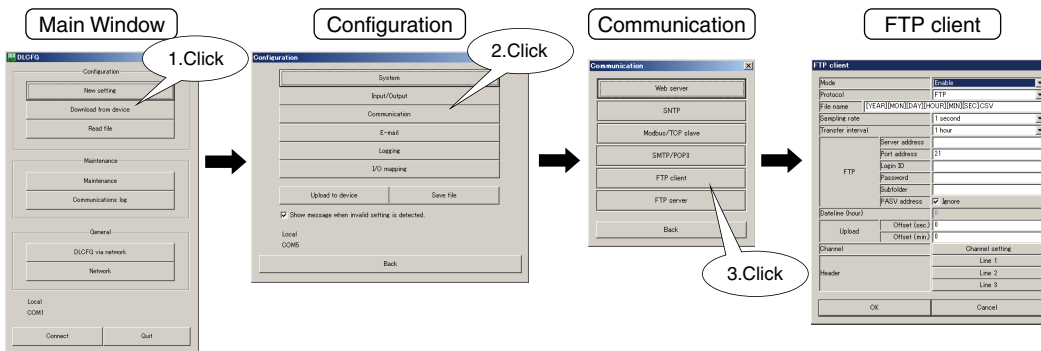 Main Window
DLCFG
Configuration
New setting
Download from device
Read file
Maintenance
Maintenance
Communications log
General
DLCFG via network
Network
Local
COM1
Connect
Quit
1.Click
Configuration
Configuration
System
Input/Output
Communication
E-mail
Logging
I/O mapping
Upload to device
Save file
Show message when invalid setting is detected.
Local
COM5
Back
2.Click
Communication
Communication
Web server
SNTP
Modbus/TCP slave
SMTP/POP3
FTP client
FTP server
Back
3.Click
FTP client
FTP client
Mode Enable
Protocol FTP
File name [YEAR][MON][DAY][HOUR][MIN][SEC].CSV
Sampling rate 1 second
Transfer interval 1 hour
FTP
Server address
Port address 21
Login ID
Password
Subfolder
PASV address Ignore
Dateline (hour) 0
Upload
Offset (sec.) 0
Offset (min.) 0
Channel Channel setting
Header
Line 1
Line 2
Line 3
OK
Cancel